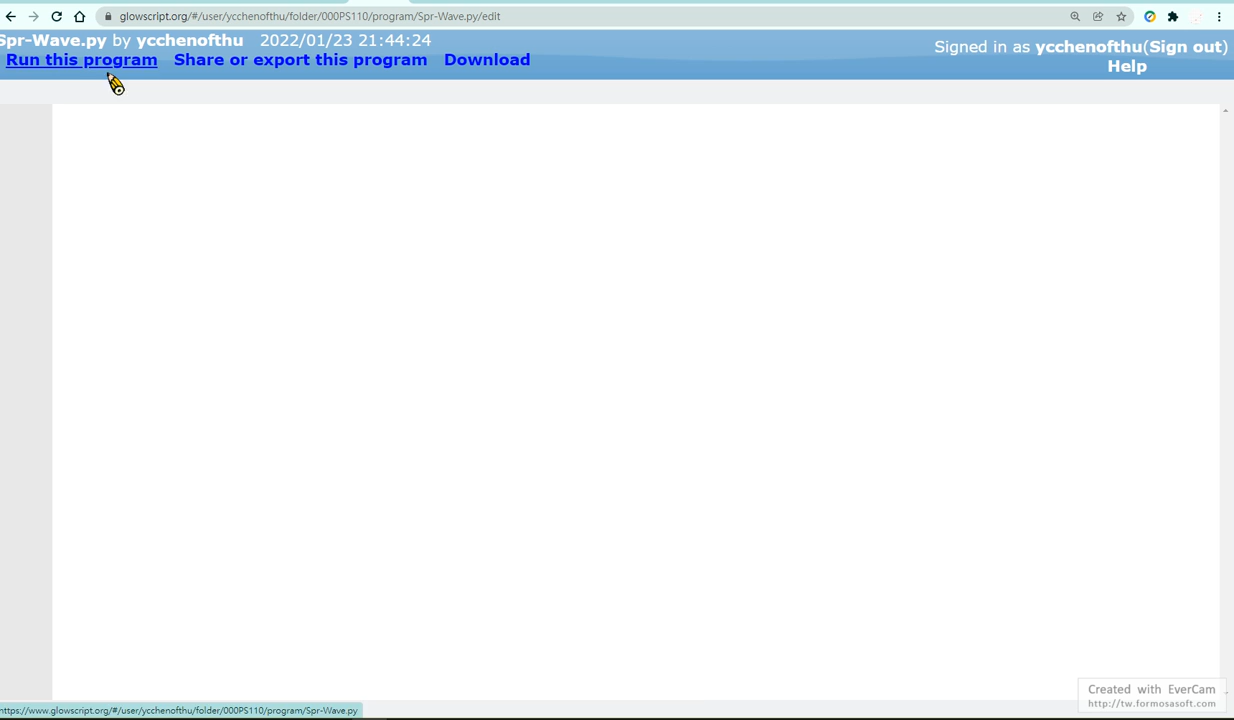 glowscript.org/#/user/ycchenofthu/folder/000PS110/program/Spr-Wave.py/edit
Spr-Wave.py by ycchenofthu 2022/01/23 21:44:24
Signed in as ycchenofthu(Sign out)
Run this program Share or export this program Download
Help
Created with EverCam
http://tw.formosasoft.com
https://www.glowscript.org/#/user/ycchenofthu/folder/000PS110/program/Spr-Wave.py